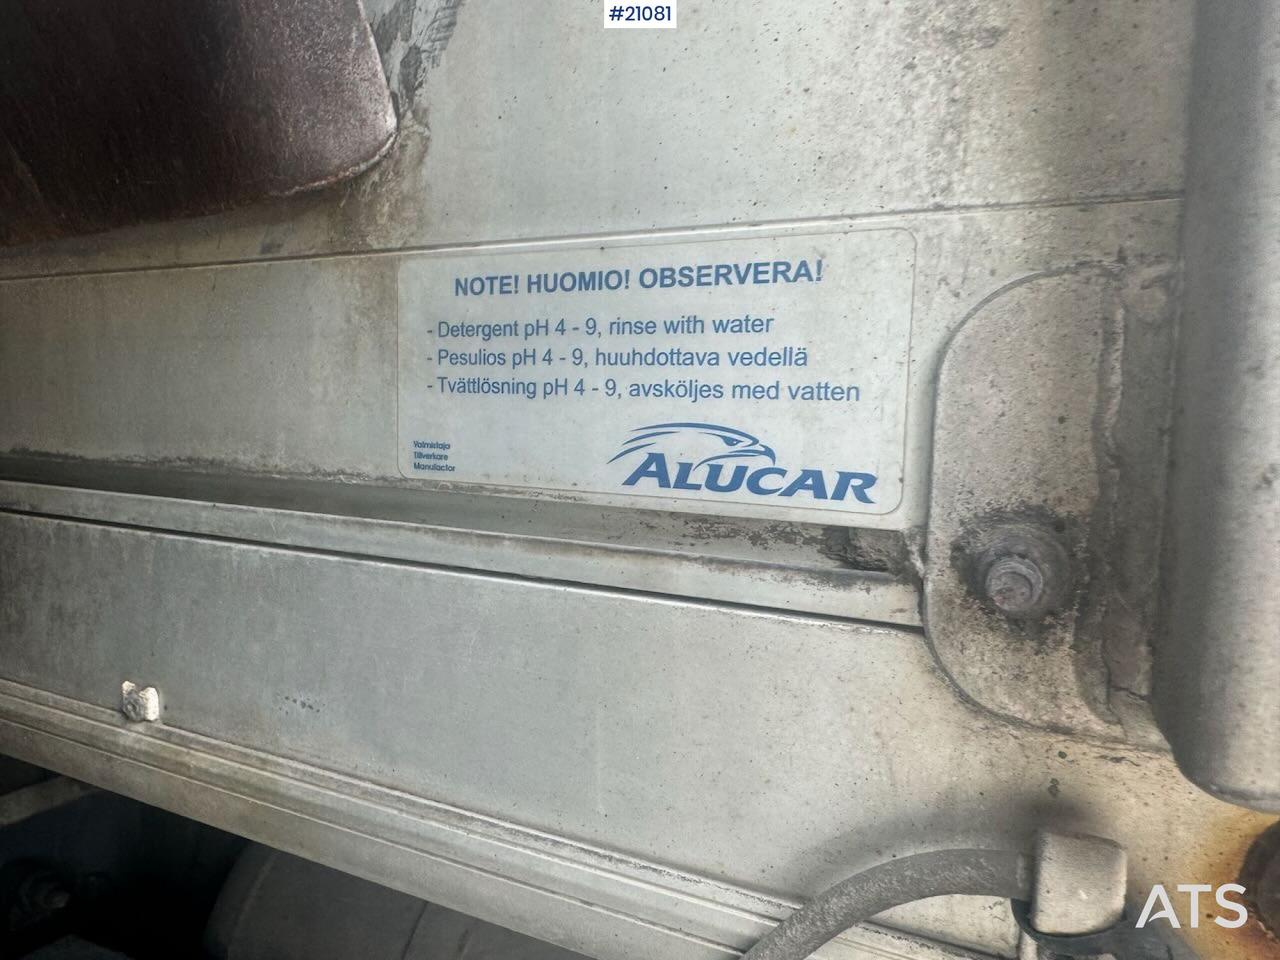 #21081
NOTE! HUOMIO! OBSERVERA!
- Detergent pH 4 - 9, rinse with water
- Pesulios pH 4 - 9, huuhdottava vedellä
- Tvättlösning pH 4 - 9, avsköljes med vatten
Valmistaja
Tillverkare
Manufactor
ALUCAR
ATS